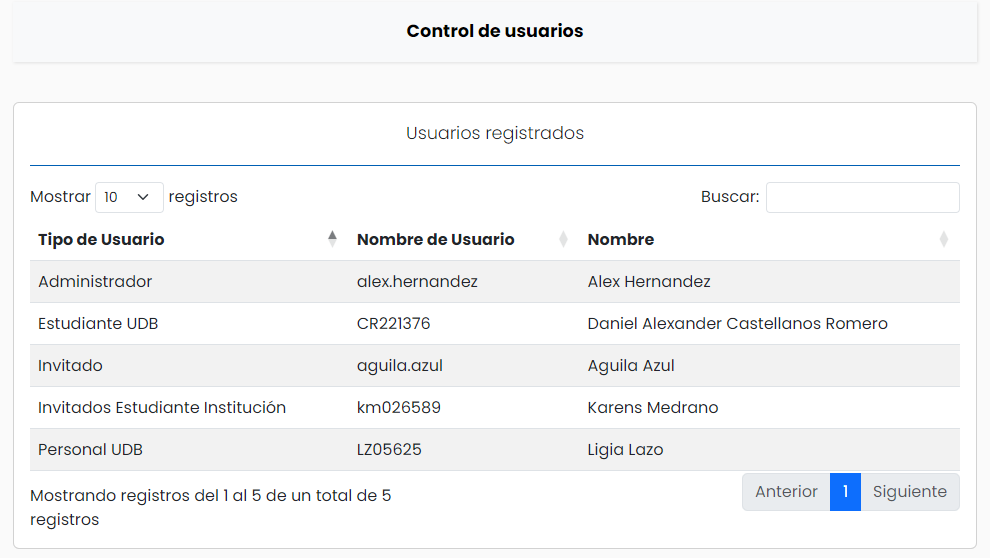 Control de usuarios
Usuarios registrados
Mostrar 10 registros Buscar:
Tipo de Usuario Nombre de Usuario Nombre
Administrador alex.hernandez Alex Hernandez
Estudiante UDB CR221376 Daniel Alexander Castellanos Romero
Invitado aguila.azul Aguila Azul
Invitados Estudiante Institución km026589 Karens Medrano
Personal UDB LZ05625 Ligia Lazo
Mostrando registros del 1 al 5 de un total de 5
registros
Anterior 1 Siguiente